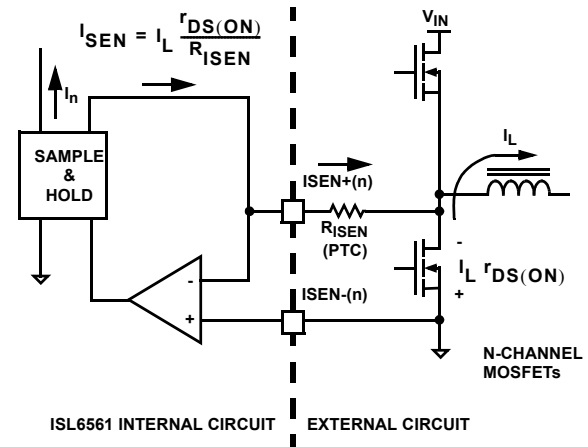 I_SEN = I_L r_DS(ON) / R_ISEN
V_IN
I_n
I_L
SAMPLE
&
HOLD
ISEN+(n)
R_ISEN
(PTC)
-
I_L r_DS(ON)
+
-
+
ISEN-(n)
N-CHANNEL
MOSFETs
ISL6561 INTERNAL CIRCUIT
EXTERNAL CIRCUIT